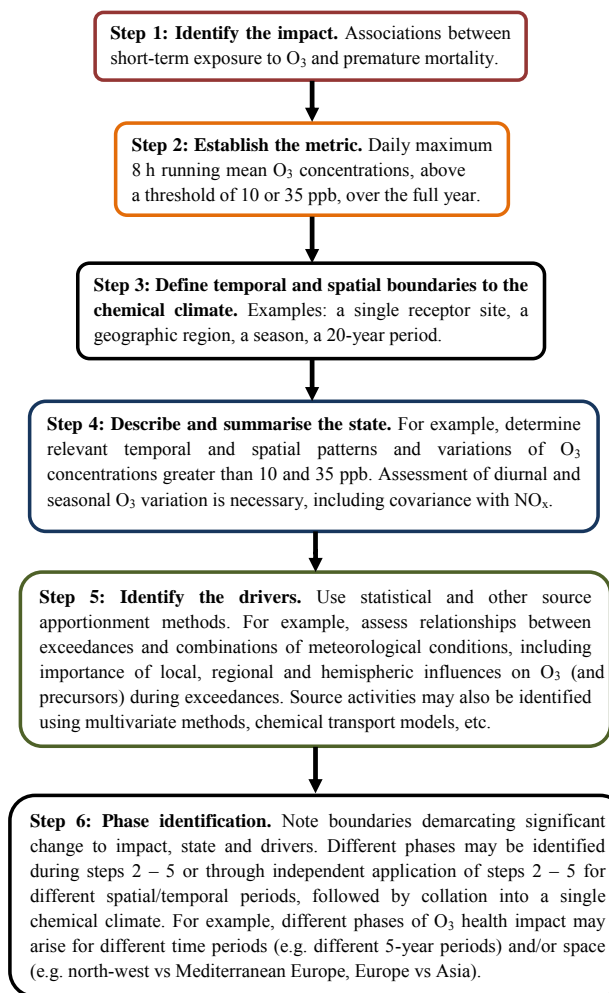 Step 1: Identify the impact. Associations between
short-term exposure to O₃ and premature mortality.
Step 2: Establish the metric. Daily maximum
8 h running mean O₃ concentrations, above
a threshold of 10 or 35 ppb, over the full year.
Step 3: Define temporal and spatial boundaries to the
chemical climate. Examples: a single receptor site, a
geographic region, a season, a 20-year period.
Step 4: Describe and summarise the state. For example, determine
relevant temporal and spatial patterns and variations of O₃
concentrations greater than 10 and 35 ppb. Assessment of diurnal and
seasonal O₃ variation is necessary, including covariance with NOₓ.
Step 5: Identify the drivers. Use statistical and other source
apportionment methods. For example, assess relationships between
exceedances and combinations of meteorological conditions, including
importance of local, regional and hemispheric influences on O₃ (and
precursors) during exceedances. Source activities may also be identified
using multivariate methods, chemical transport models, etc.
Step 6: Phase identification. Note boundaries demarcating significant
change to impact, state and drivers. Different phases may be identified
during steps 2 – 5 or through independent application of steps 2 – 5 for
different spatial/temporal periods, followed by collation into a single
chemical climate. For example, different phases of O₃ health impact may
arise for different time periods (e.g. different 5-year periods) and/or space
(e.g. north-west vs Mediterranean Europe, Europe vs Asia).